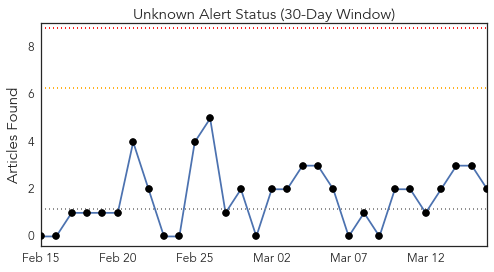 Unknown Alert Status (30-Day Window)
Articles Found
8
6
4
2
0
Feb 15
Feb 20
Feb 25
Mar 02
Mar 07
Mar 12